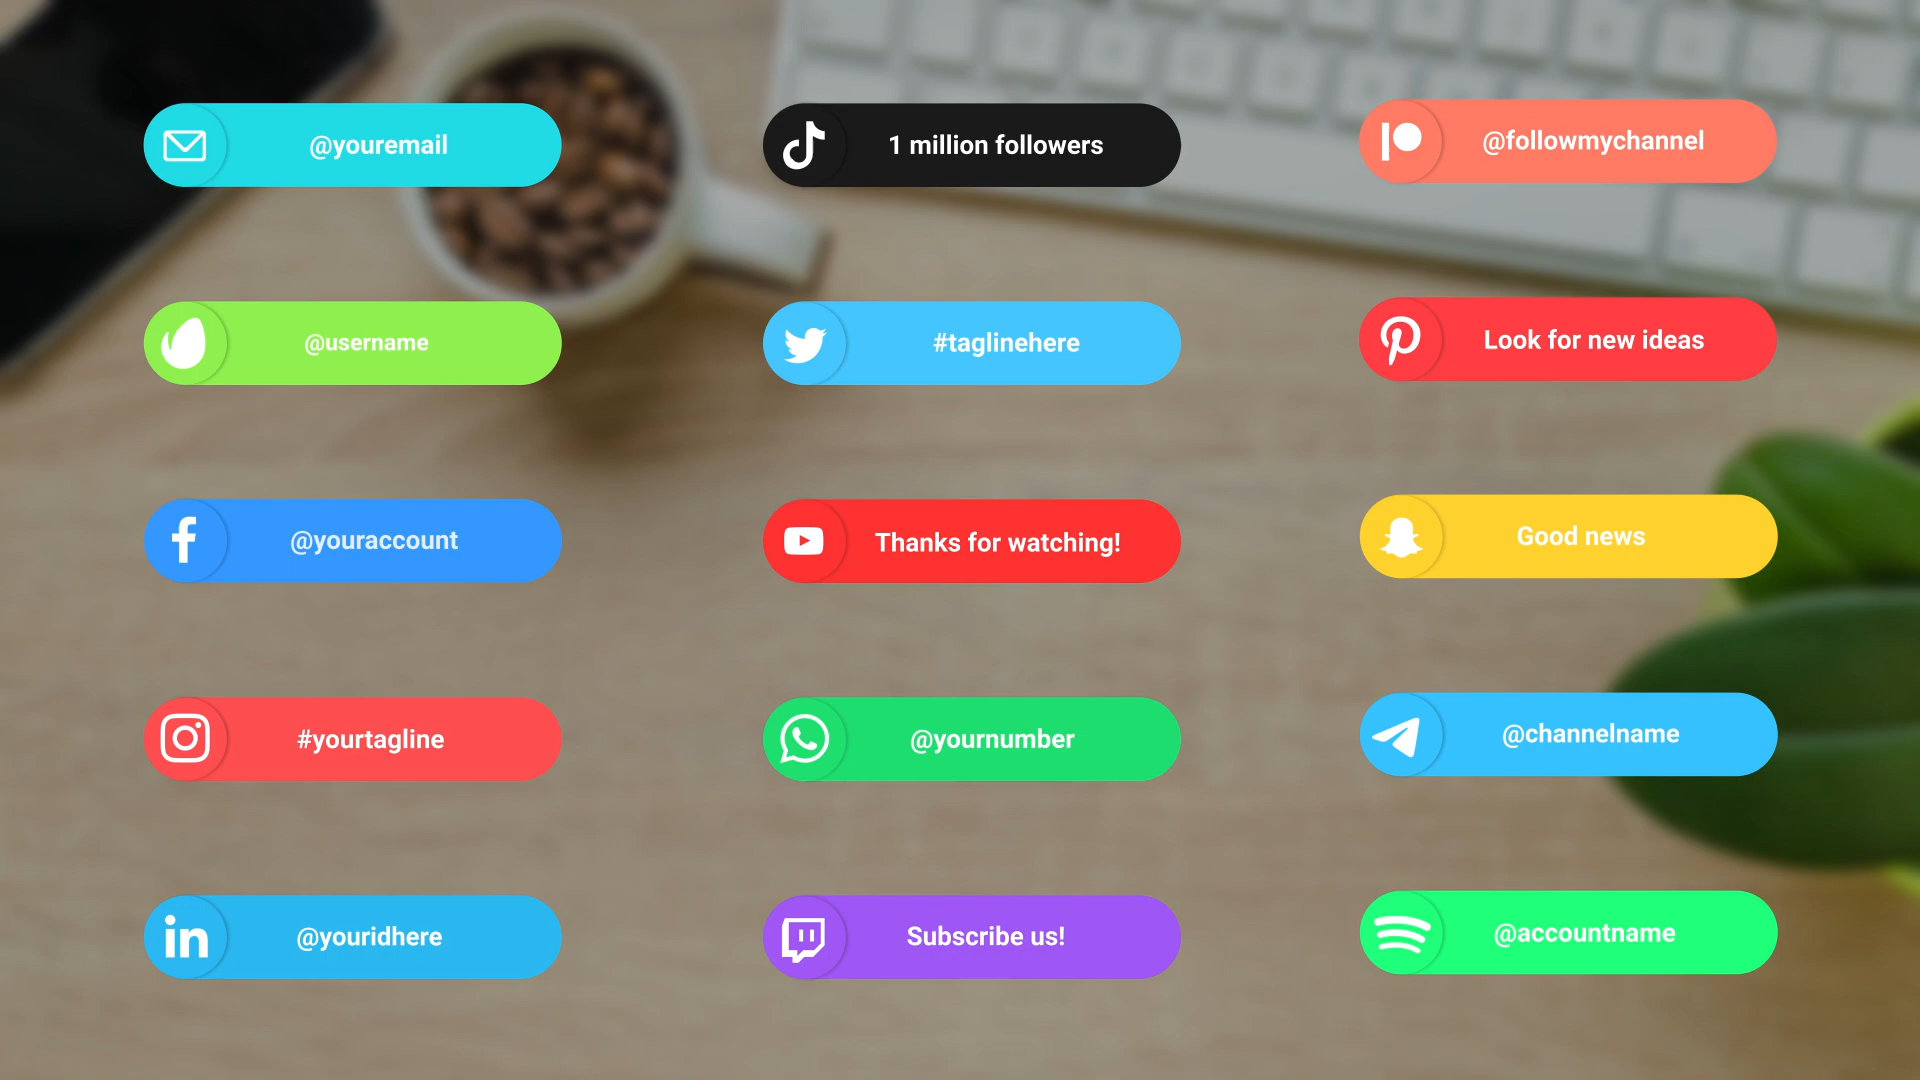 @youremail
1 million followers
@followmychannel
@username
#taglinehere
Look for new ideas
@youraccount
Thanks for watching!
Good news
#yourtagline
@yournumber
@channelname
in
@youridhere
Subscribe us!
@accountname